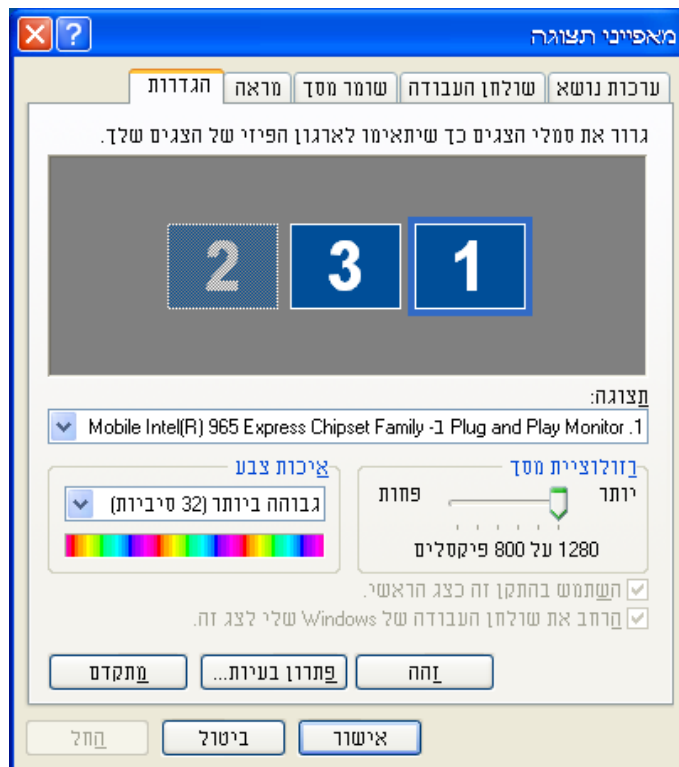 מאפייני תצוגה
ערכות נושא שולחן העבודה שומר מסך מראה הגדרות
גרור את סמלי הצגים כך שיתאימו לארגון הפיזי של הצגים שלך.
1 3 2
תצוגה:
1. Plug and Play Monitor ב- Mobile Intel(R) 965 Express Chipset Family
רזולוציית מסך
יותר פחות
1280 על 800 פיקסלים
איכות צבע
גבוהה ביותר (32 סיביות)
השתמש בהתקן זה כצג הראשי.
הרחב את שולחן העבודה של Windows שלי לצג זה.
זהה פתרון בעיות... מתקדם
אישור ביטול החל